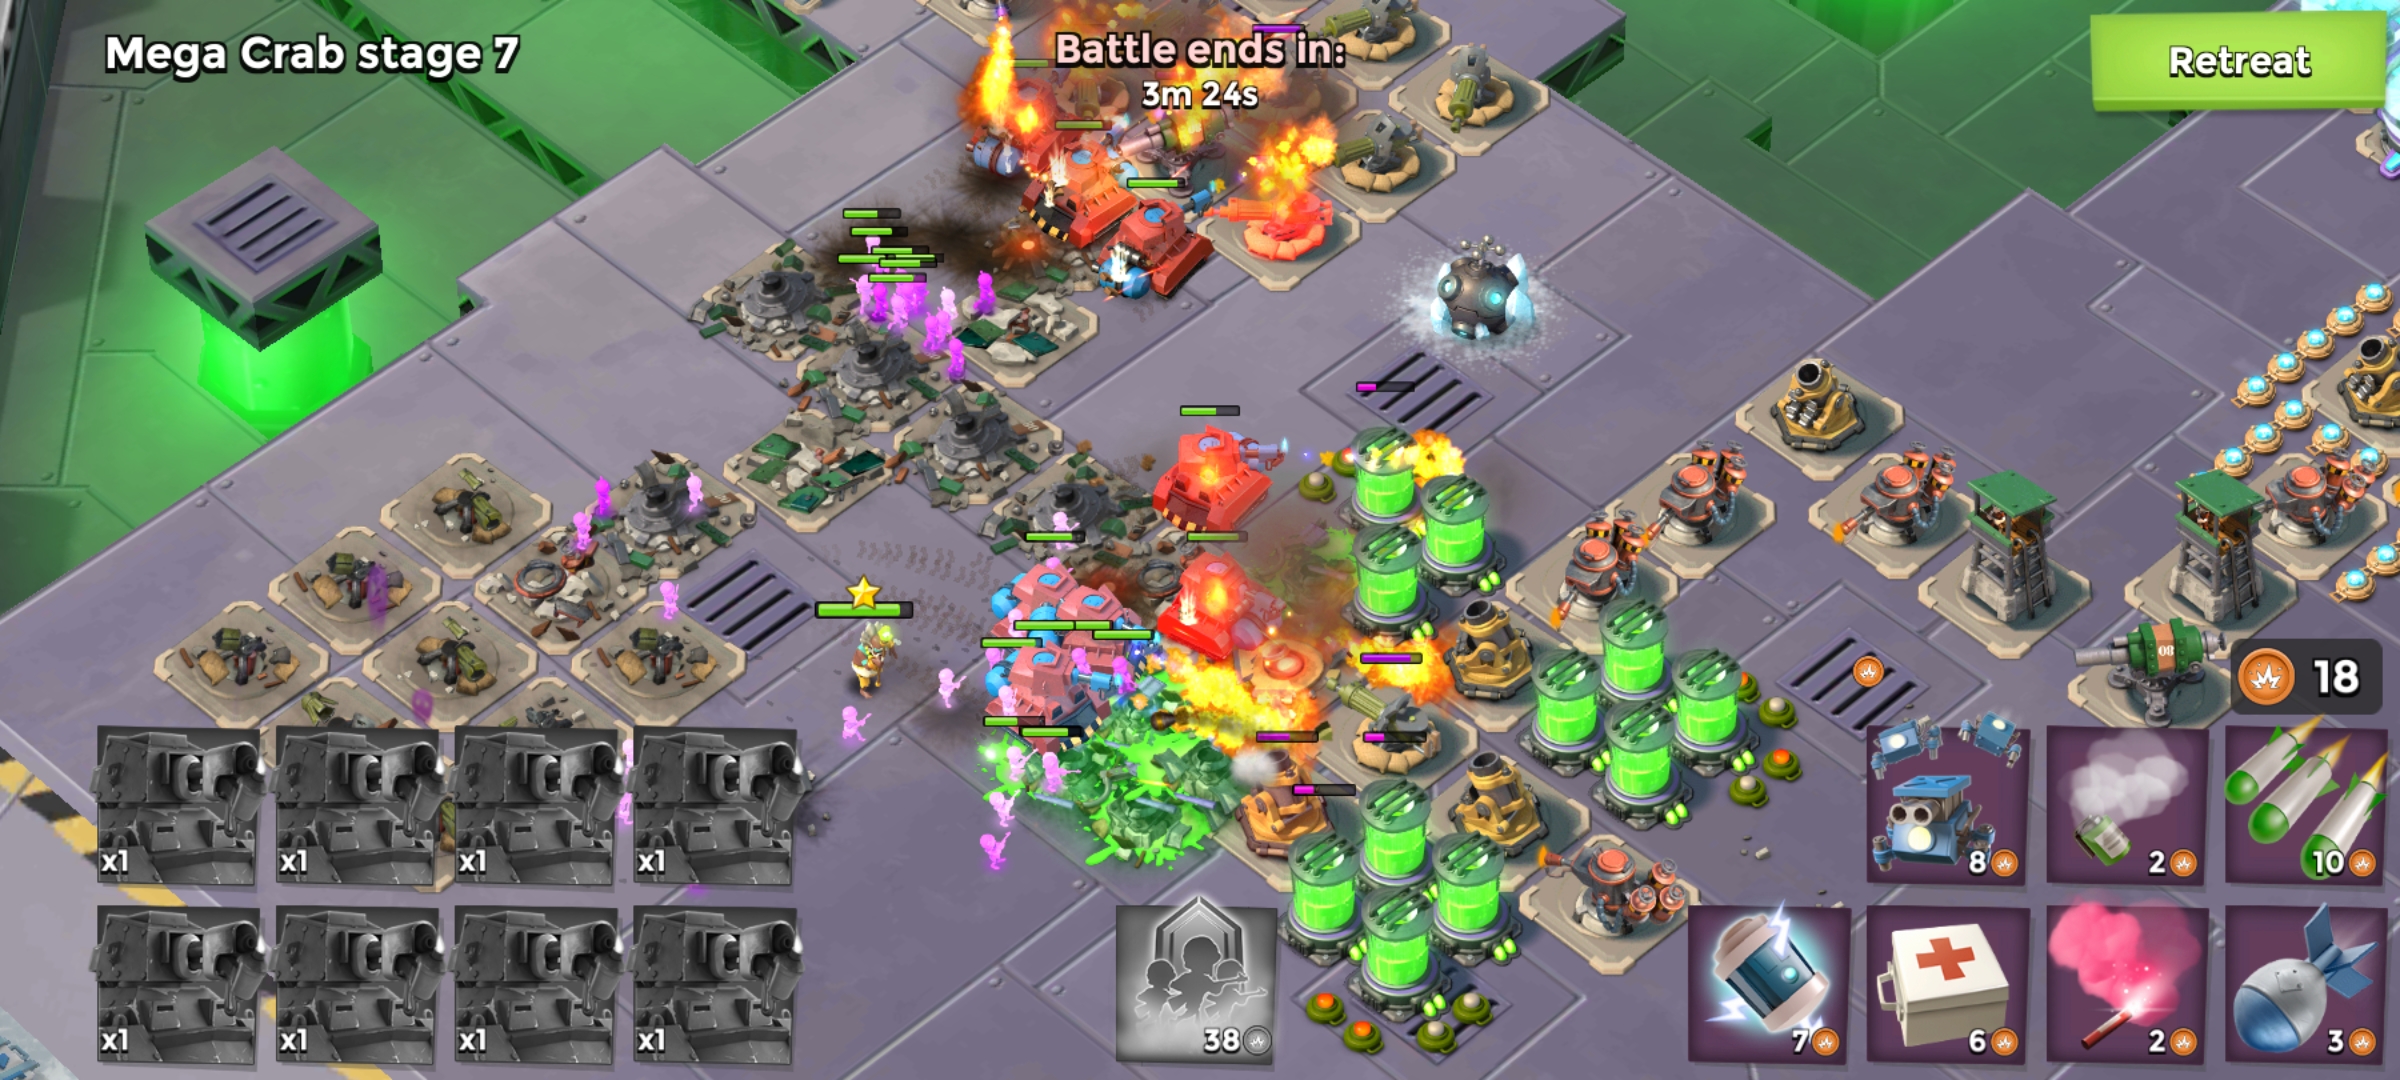 Mega Crab stage 7
Battle ends in:
3m 24s
Retreat
08
18
x1
x1
x1
x1
8
2
10
x1
x1
x1
x1
38
7
6
2
3